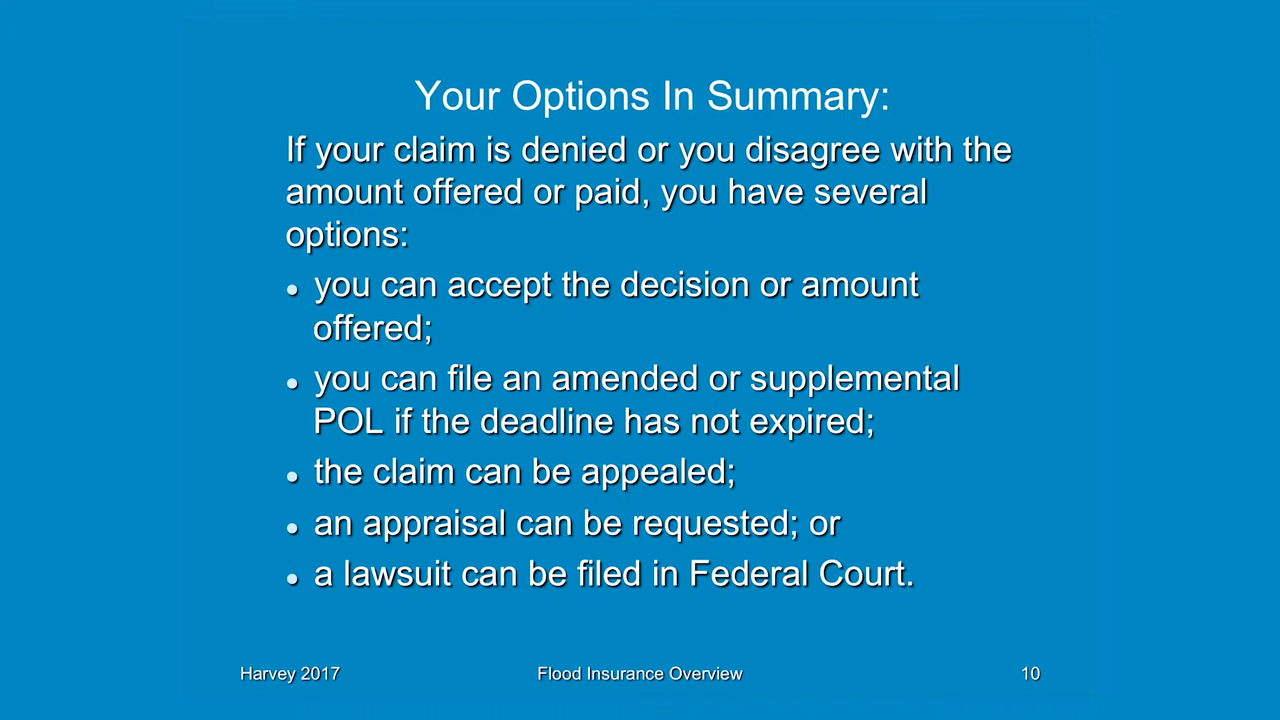 Your Options In Summary:
If your claim is denied or you disagree with the
amount offered or paid, you have several
options:
● you can accept the decision or amount
offered;
● you can file an amended or supplemental
POL if the deadline has not expired;
● the claim can be appealed;
● an appraisal can be requested; or
● a lawsuit can be filed in Federal Court.
Harvey 2017
Flood Insurance Overview
10